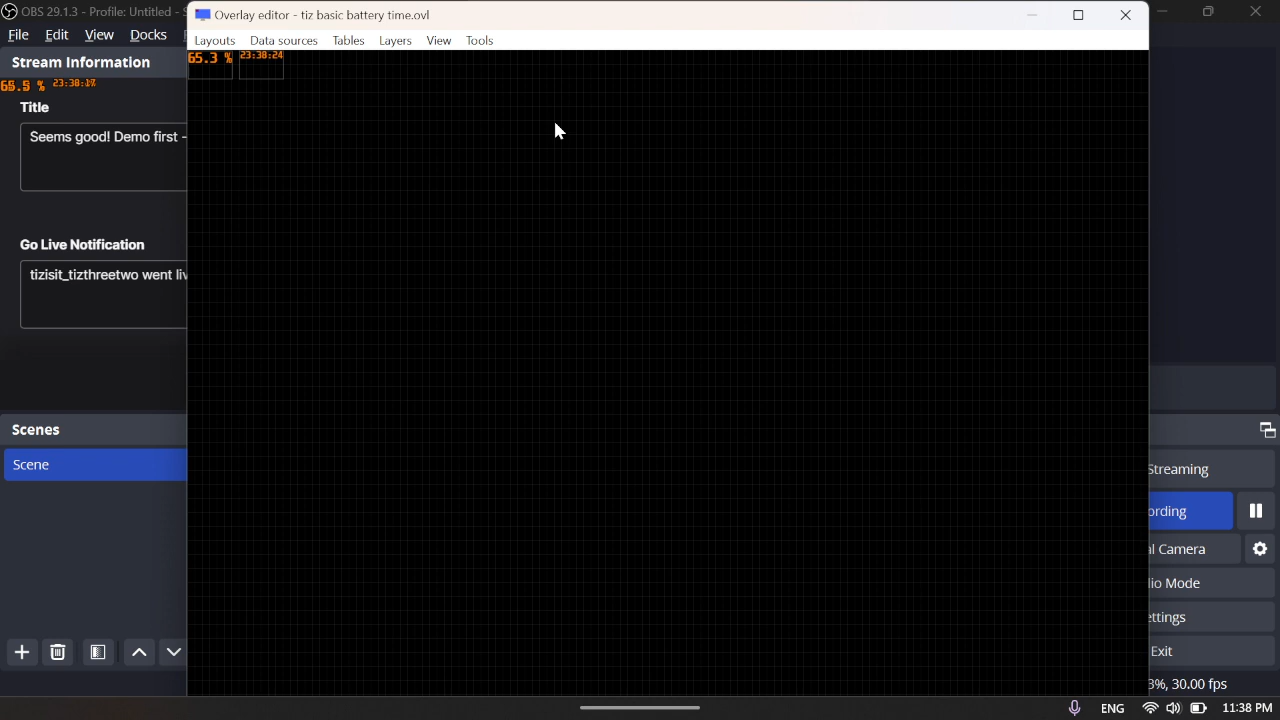 OBS 29.1.3 - Profile: Untitled -
File Edit View Docks
Stream Information
65.5 % 23:38:17
Title
Seems good! Demo first -
Go Live Notification
tizisit_tizthreetwo went liv
Scenes
Scene
Overlay editor - tiz basic battery time.ovl
Layouts Data sources Tables Layers View Tools
65.3 % 23:38:24
Streaming
ording
al Camera
dio Mode
ettings
Exit
3%, 30.00 fps
ENG 11:38 PM